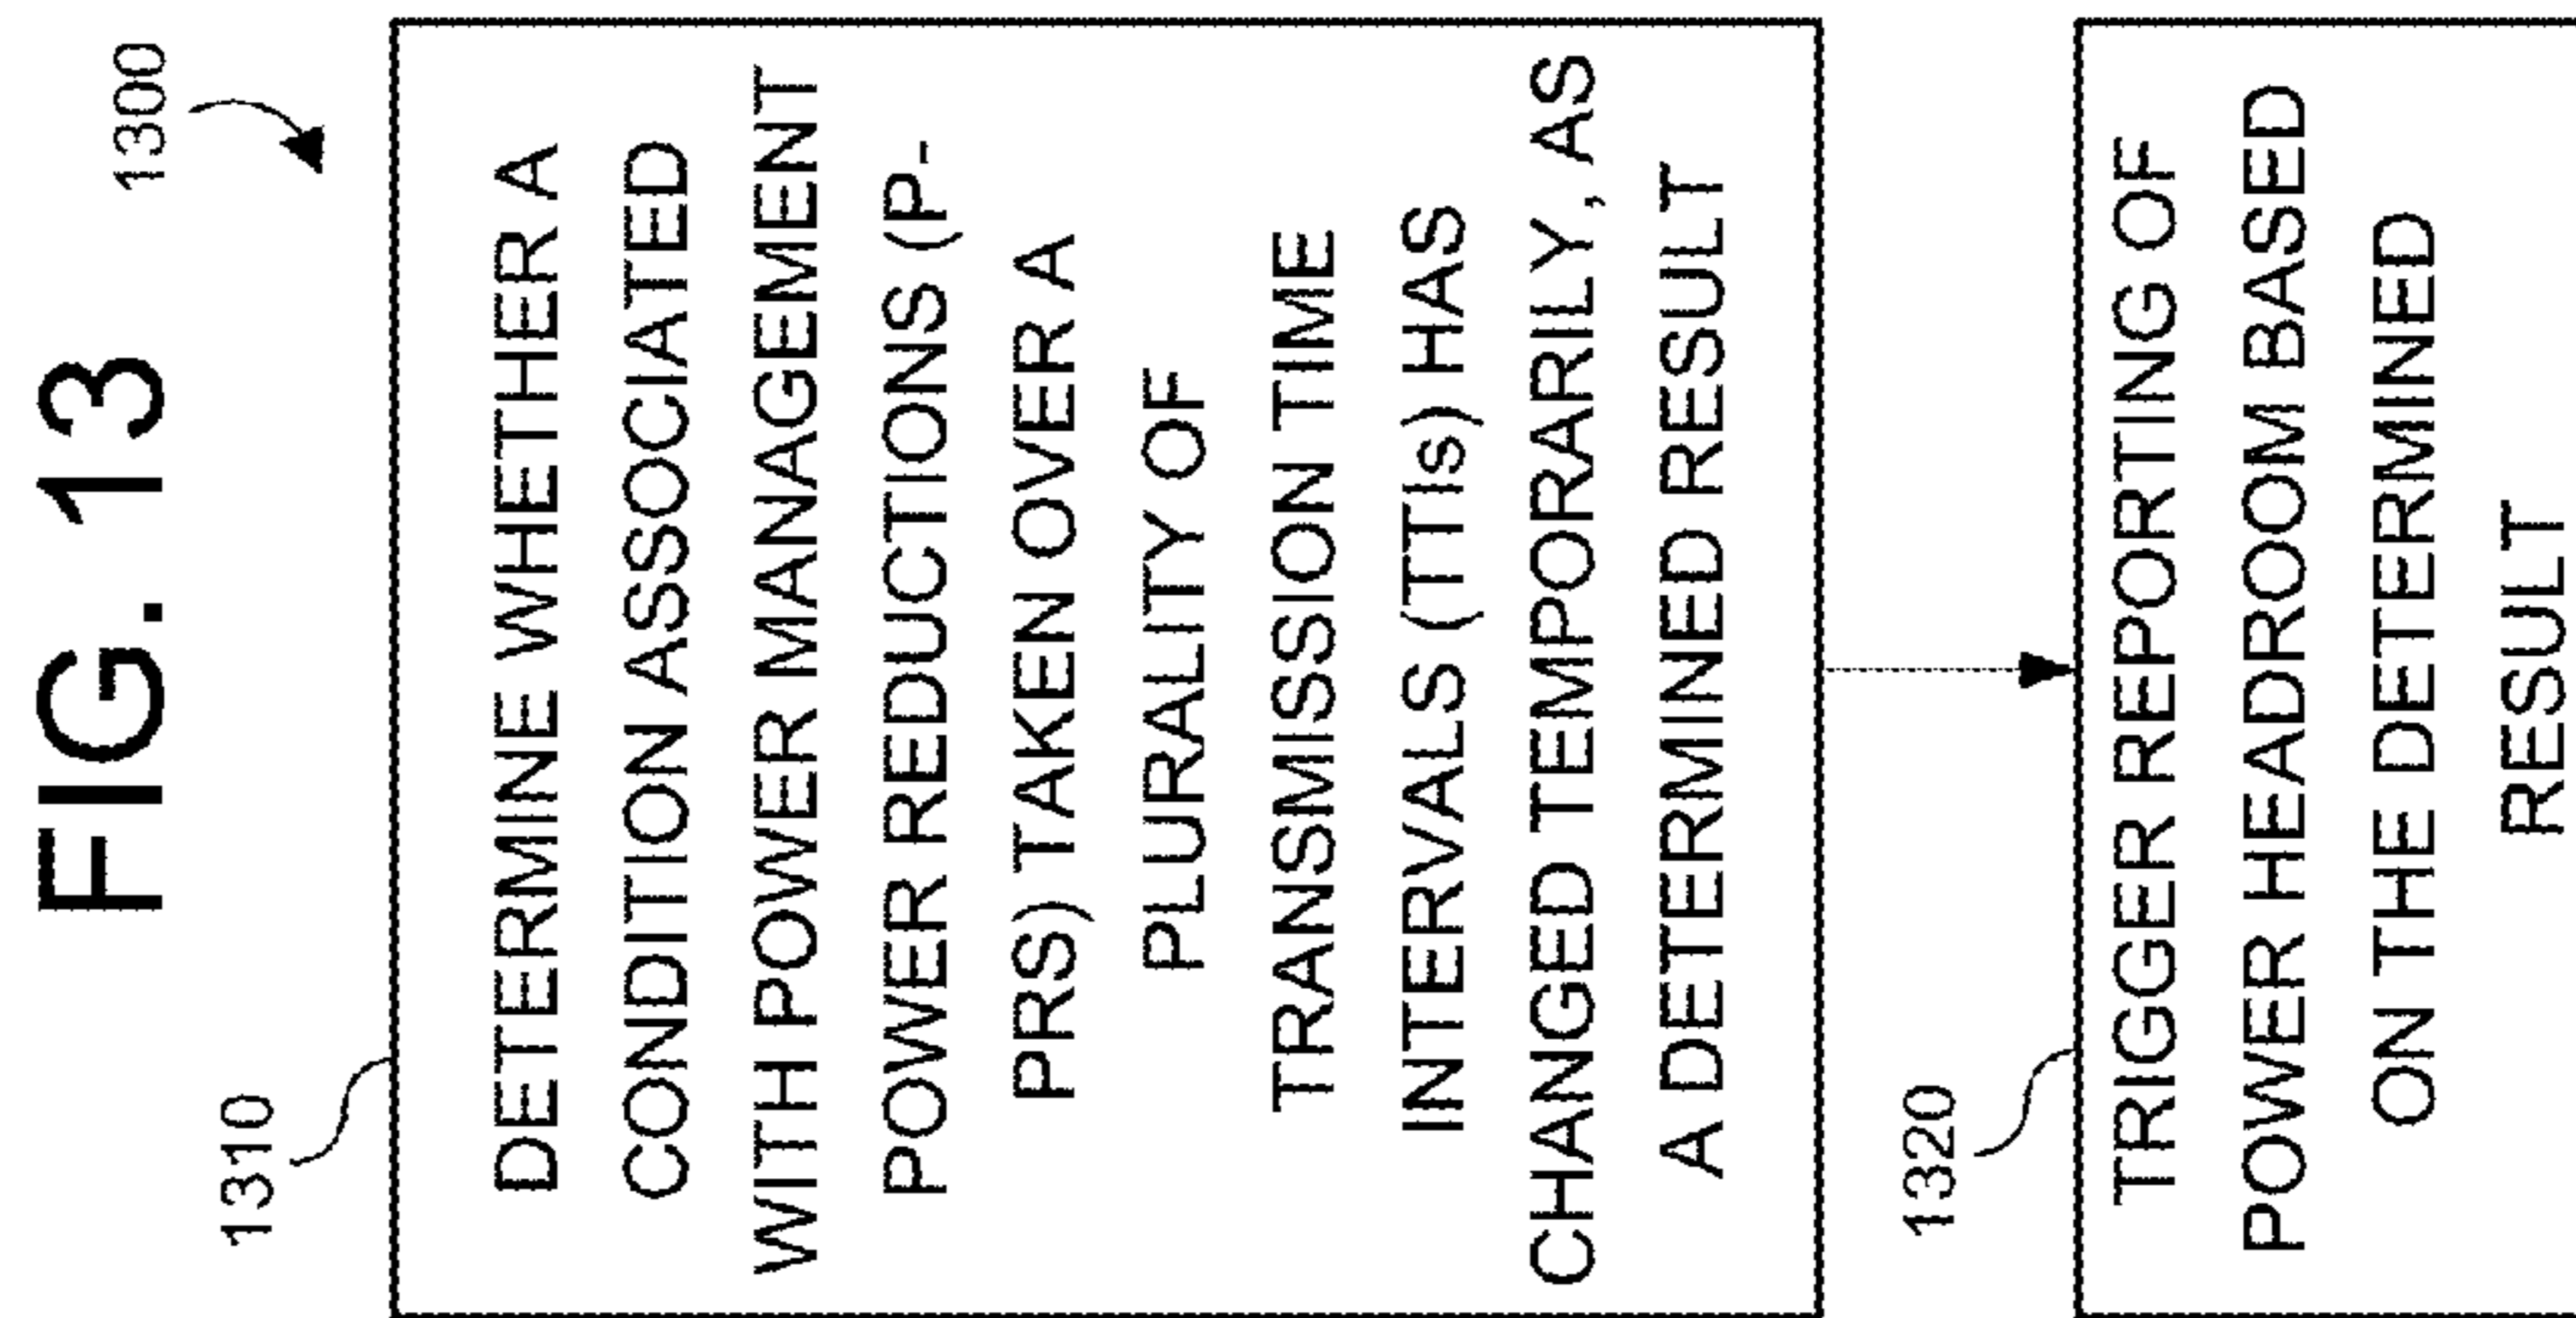 FIG. 13
1300
1310
DETERMINE WHETHER A
CONDITION ASSOCIATED
WITH POWER MANAGEMENT
POWER REDUCTIONS (P-
PRS) TAKEN OVER A
PLURALITY OF
TRANSMISSION TIME
INTERVALS (TTIs) HAS
CHANGED TEMPORARILY, AS
A DETERMINED RESULT
1320
TRIGGER REPORTING OF
POWER HEADROOM BASED
ON THE DETERMINED
RESULT